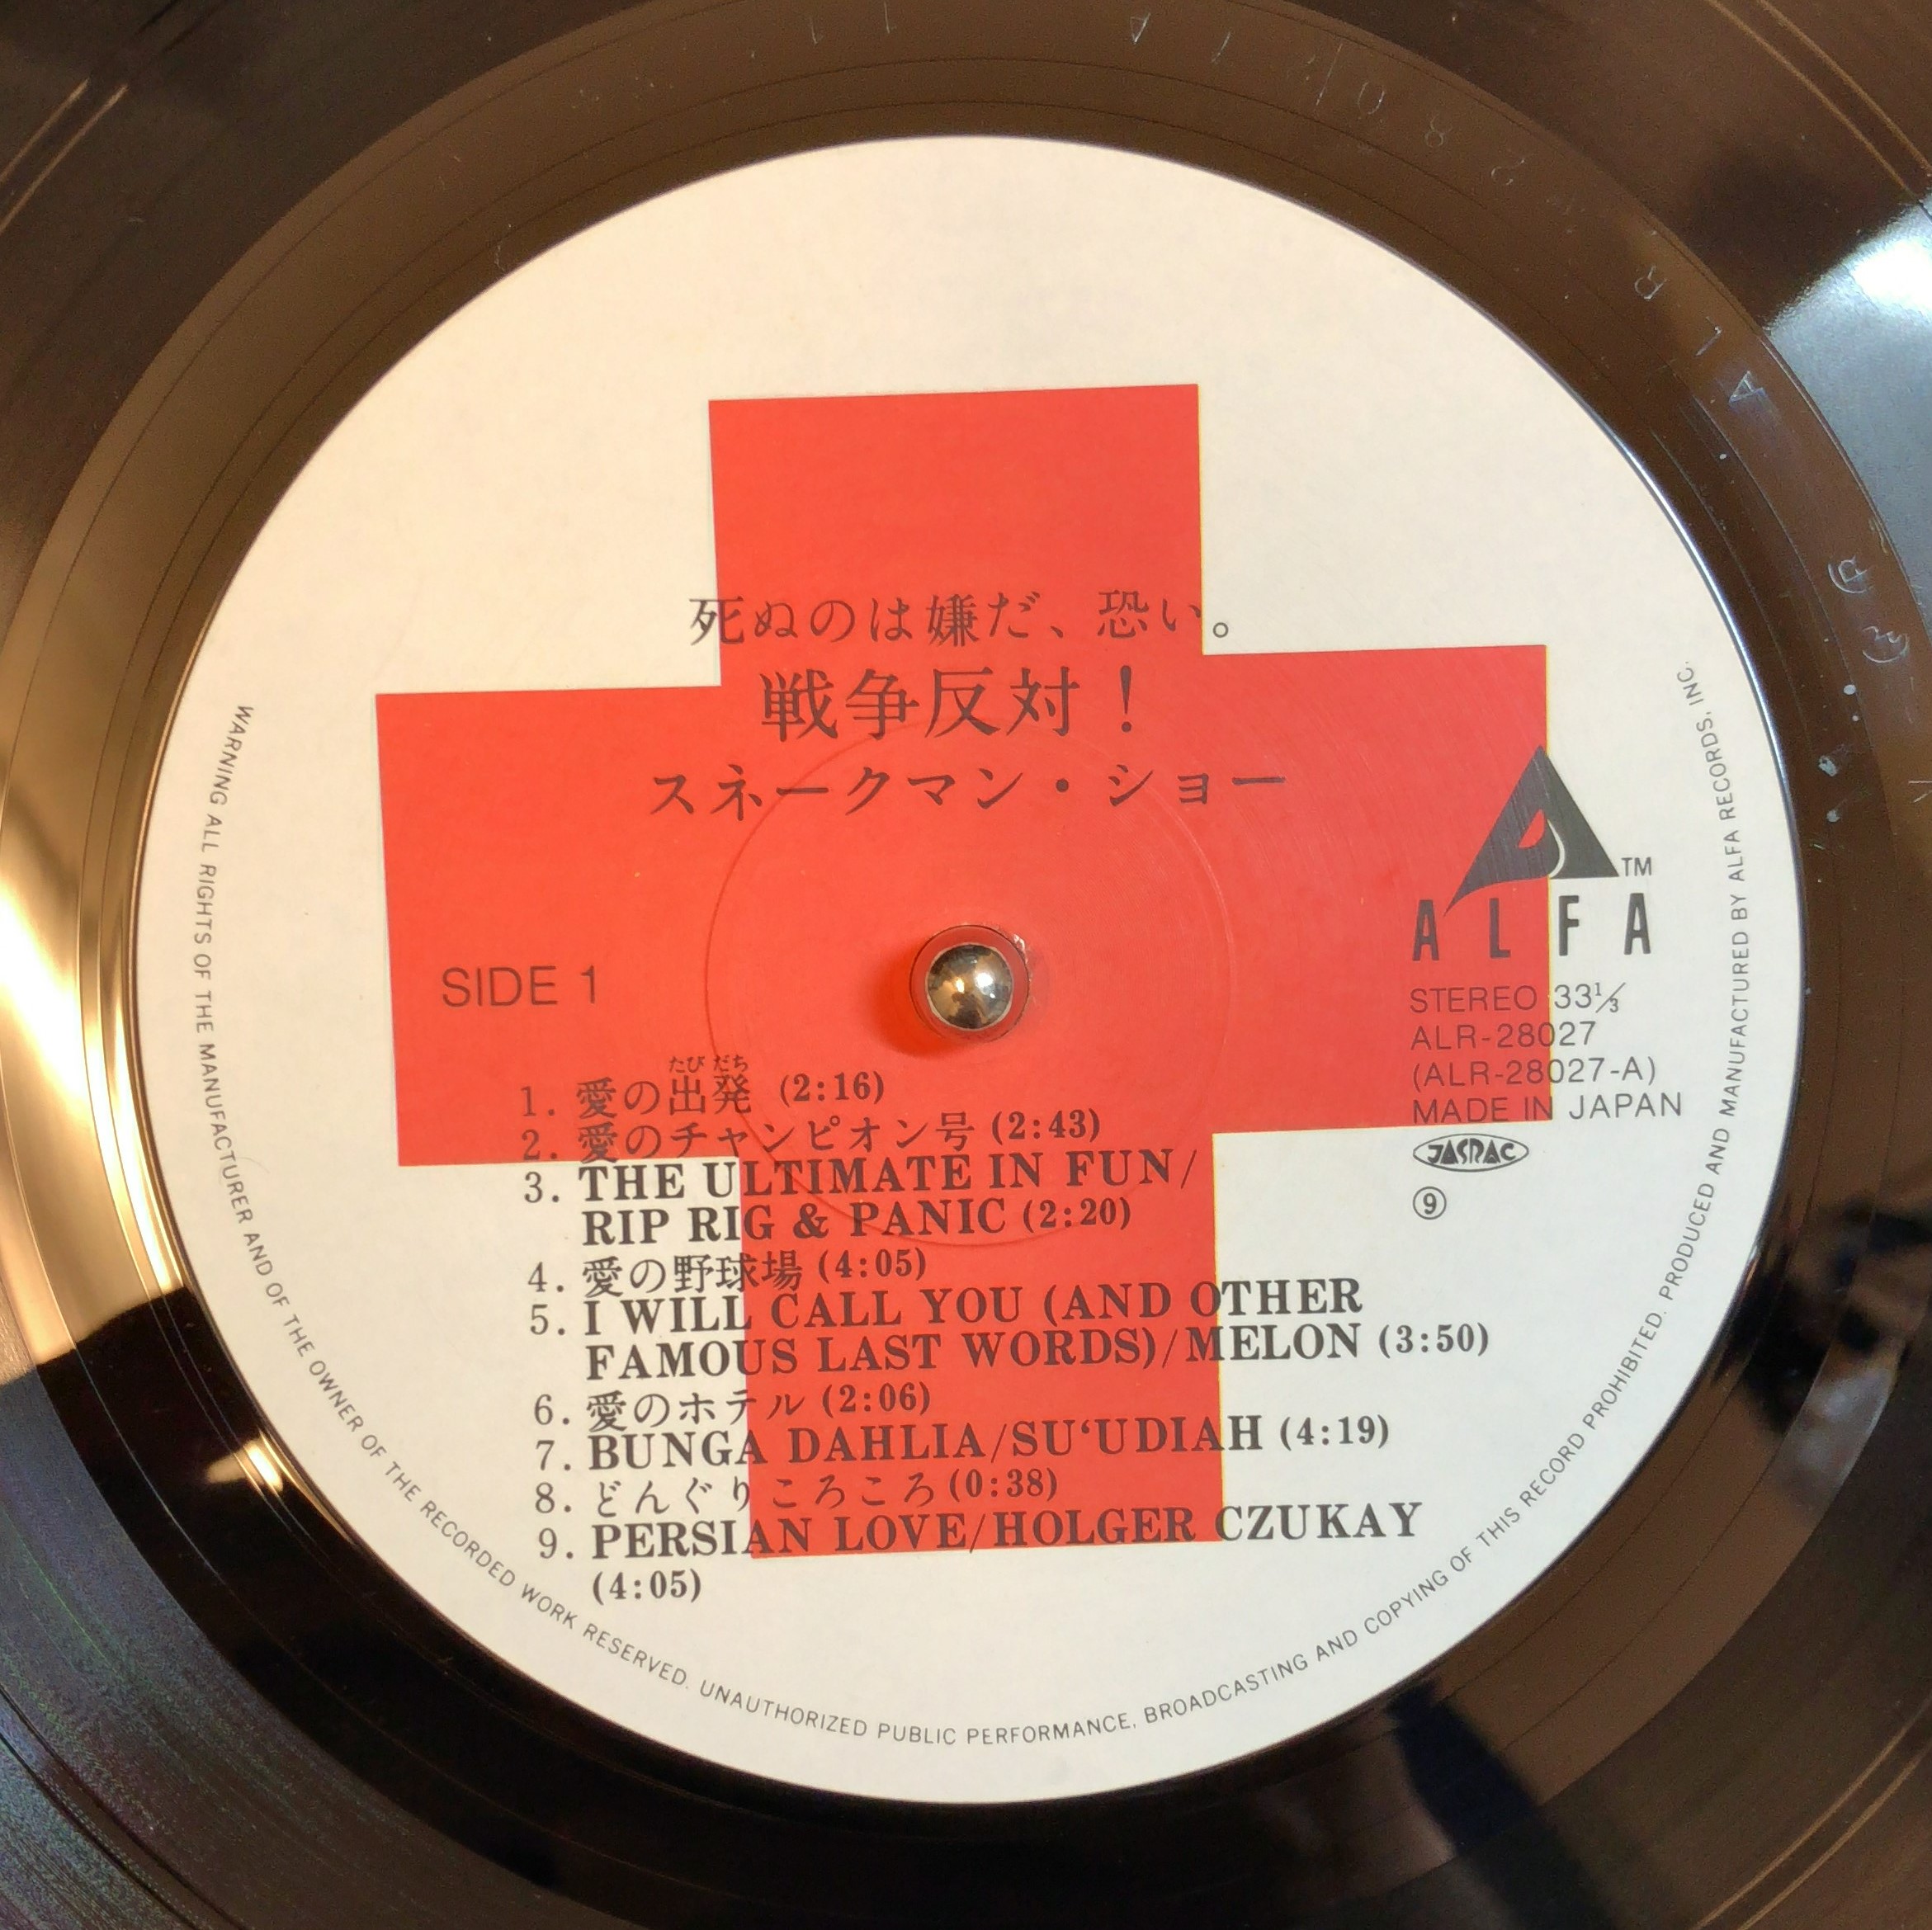 死ぬのは嫌だ、恐い。
戦争反対！
スネークマン・ショー
TM
ALFA
SIDE 1
STEREO 33⅓
ALR-28027
(ALR-28027-A)
MADE IN JAPAN
JASRAC
⑨
たび だち
1. 愛の出発 (2:16)
2. 愛のチャンピオン号 (2:43)
3. THE ULTIMATE IN FUN/
RIP RIG & PANIC (2:20)
4. 愛の野球場 (4:05)
5. I WILL CALL YOU (AND OTHER
FAMOUS LAST WORDS)/MELON (3:50)
6. 愛のホテル (2:06)
7. BUNGA DAHLIA/SU‘UDIAH (4:19)
8. どんぐりころころ(0:38)
9. PERSIAN LOVE/HOLGER CZUKAY
(4:05)
WARNING ALL RIGHTS OF THE MANUFACTURER AND OF THE OWNER OF THE RECORDED WORK RESERVED. UNAUTHORIZED PUBLIC PERFORMANCE, BROADCASTING AND COPYING OF THIS RECORD PROHIBITED. PRODUCED AND MANUFACTURED BY ALFA RECORDS, INC.